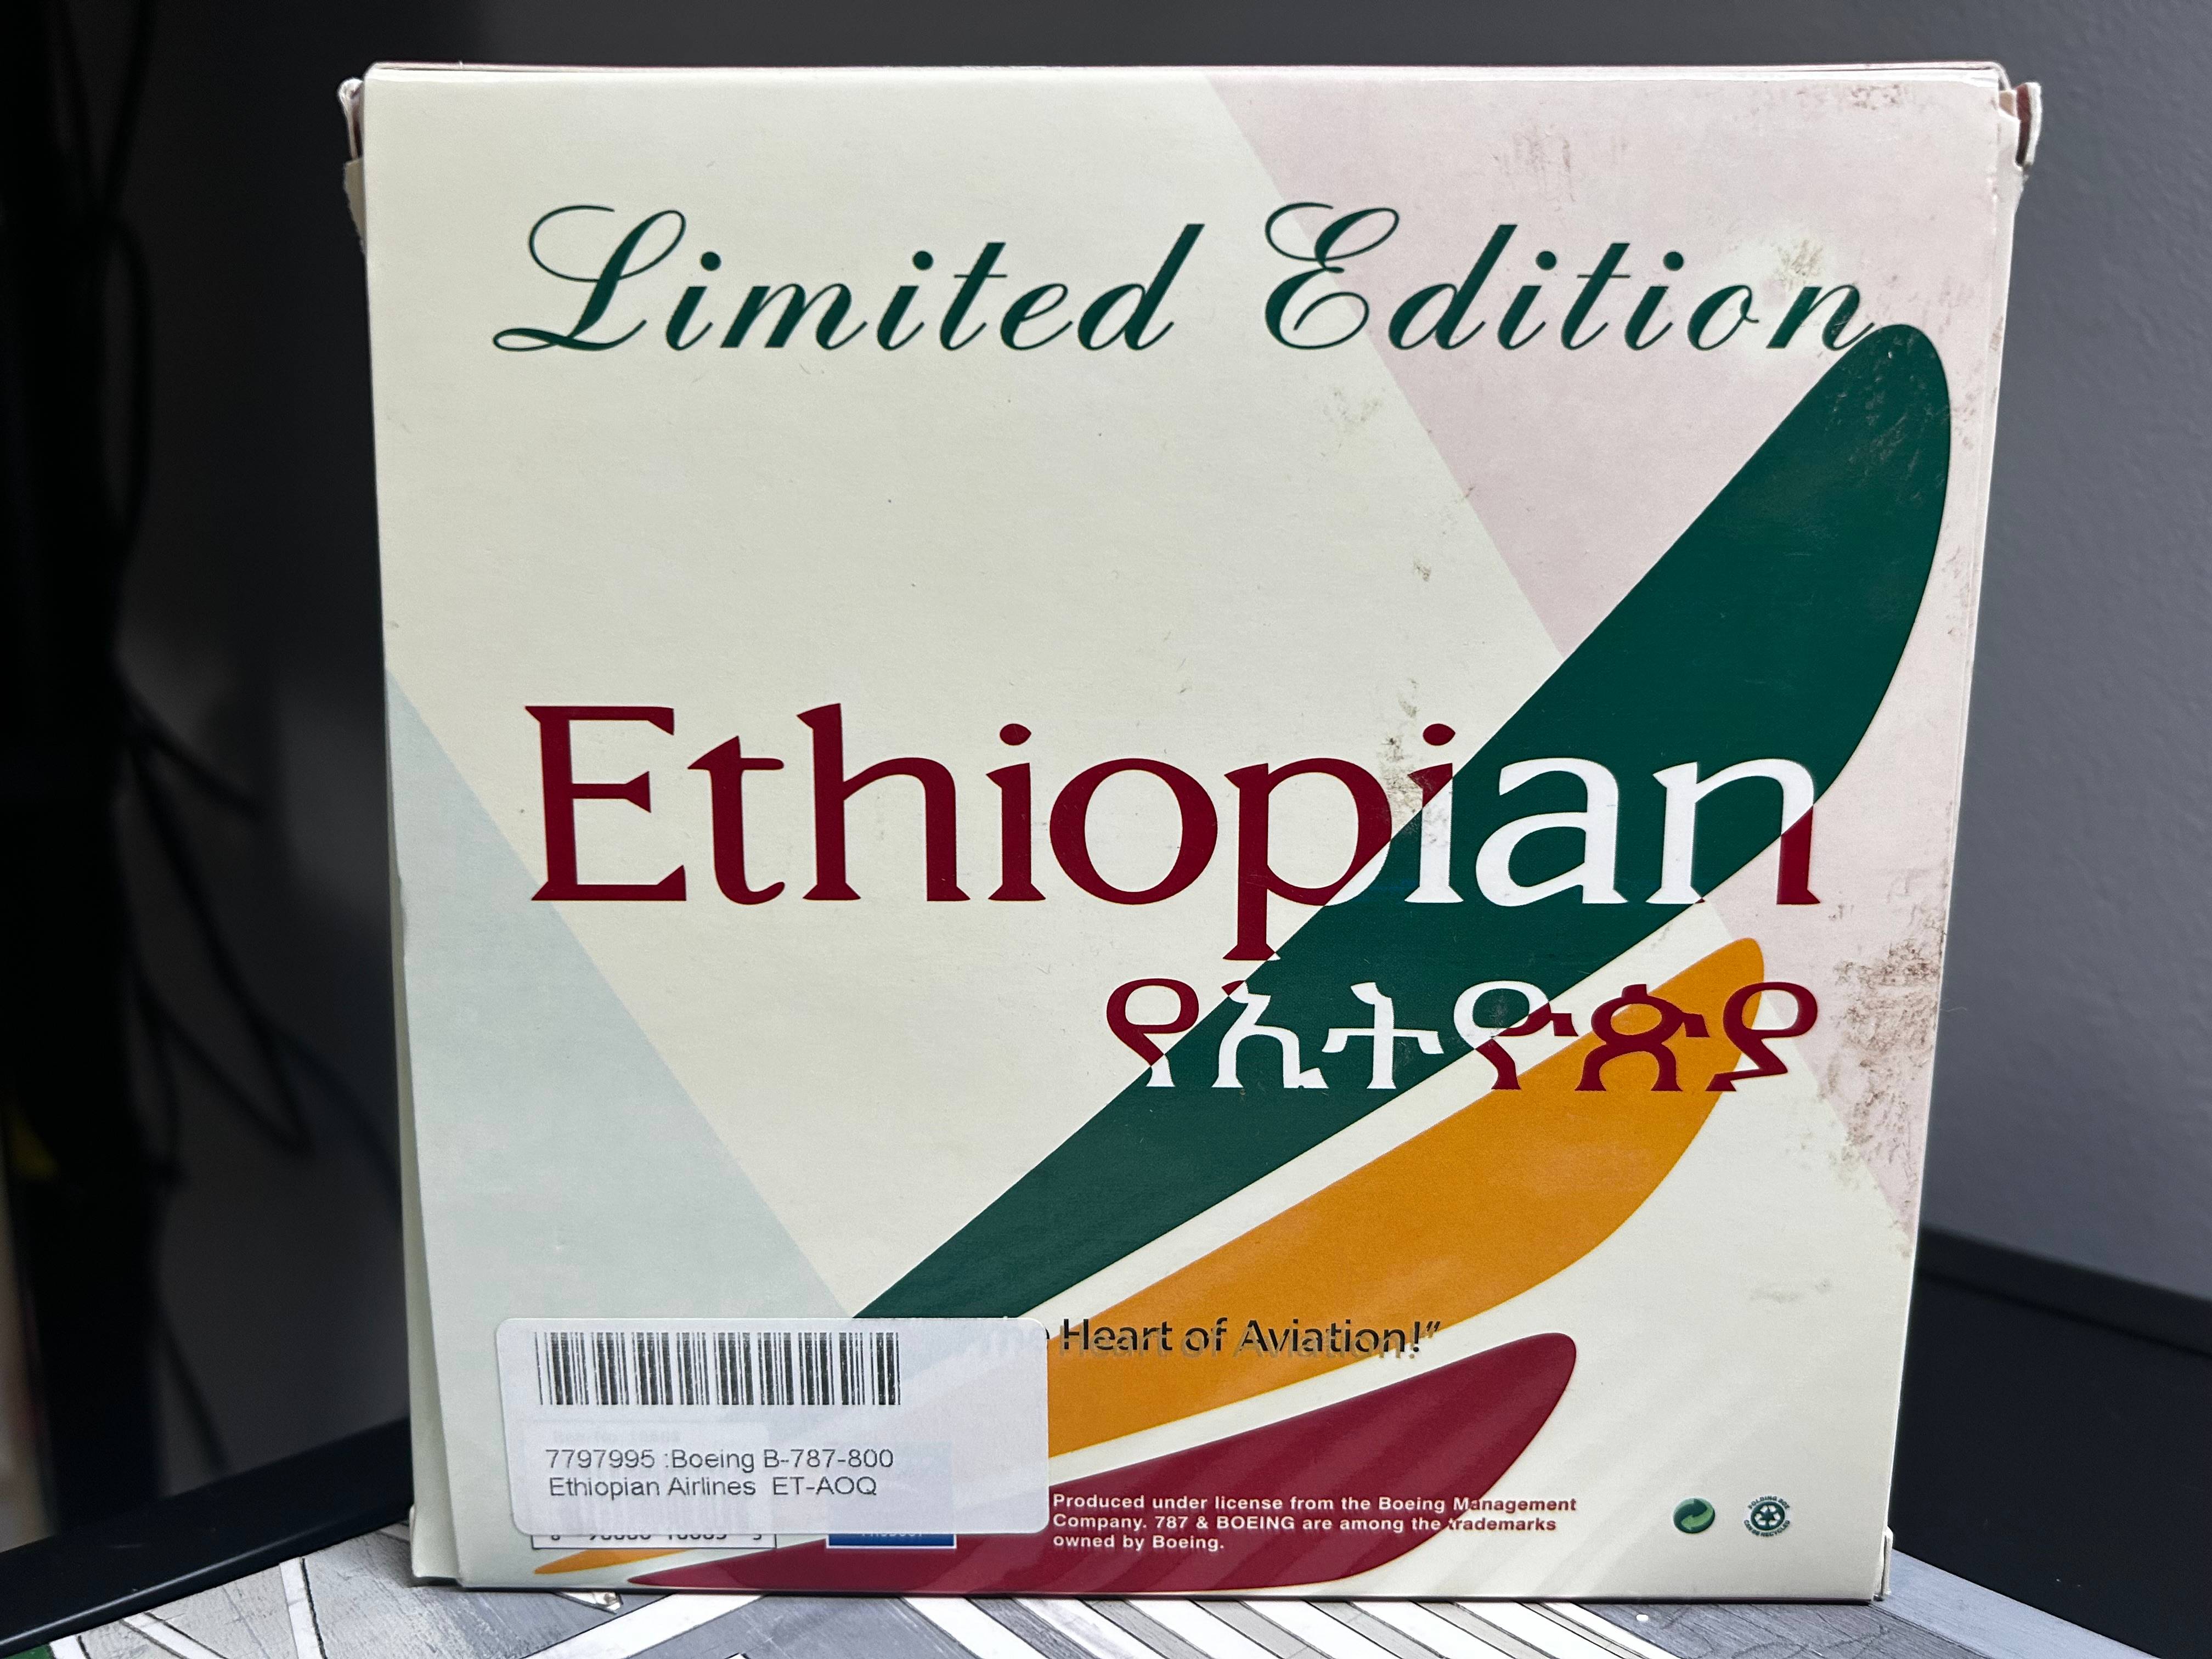 Limited Edition
Ethiopian
የኢትዮጵያ
Heart of Aviation!"
7797995 :Boeing B-787-800
Ethiopian Airlines ET-AOQ
Produced under license from the Boeing Management
Company. 787 & BOEING are among the trademarks
owned by Boeing.